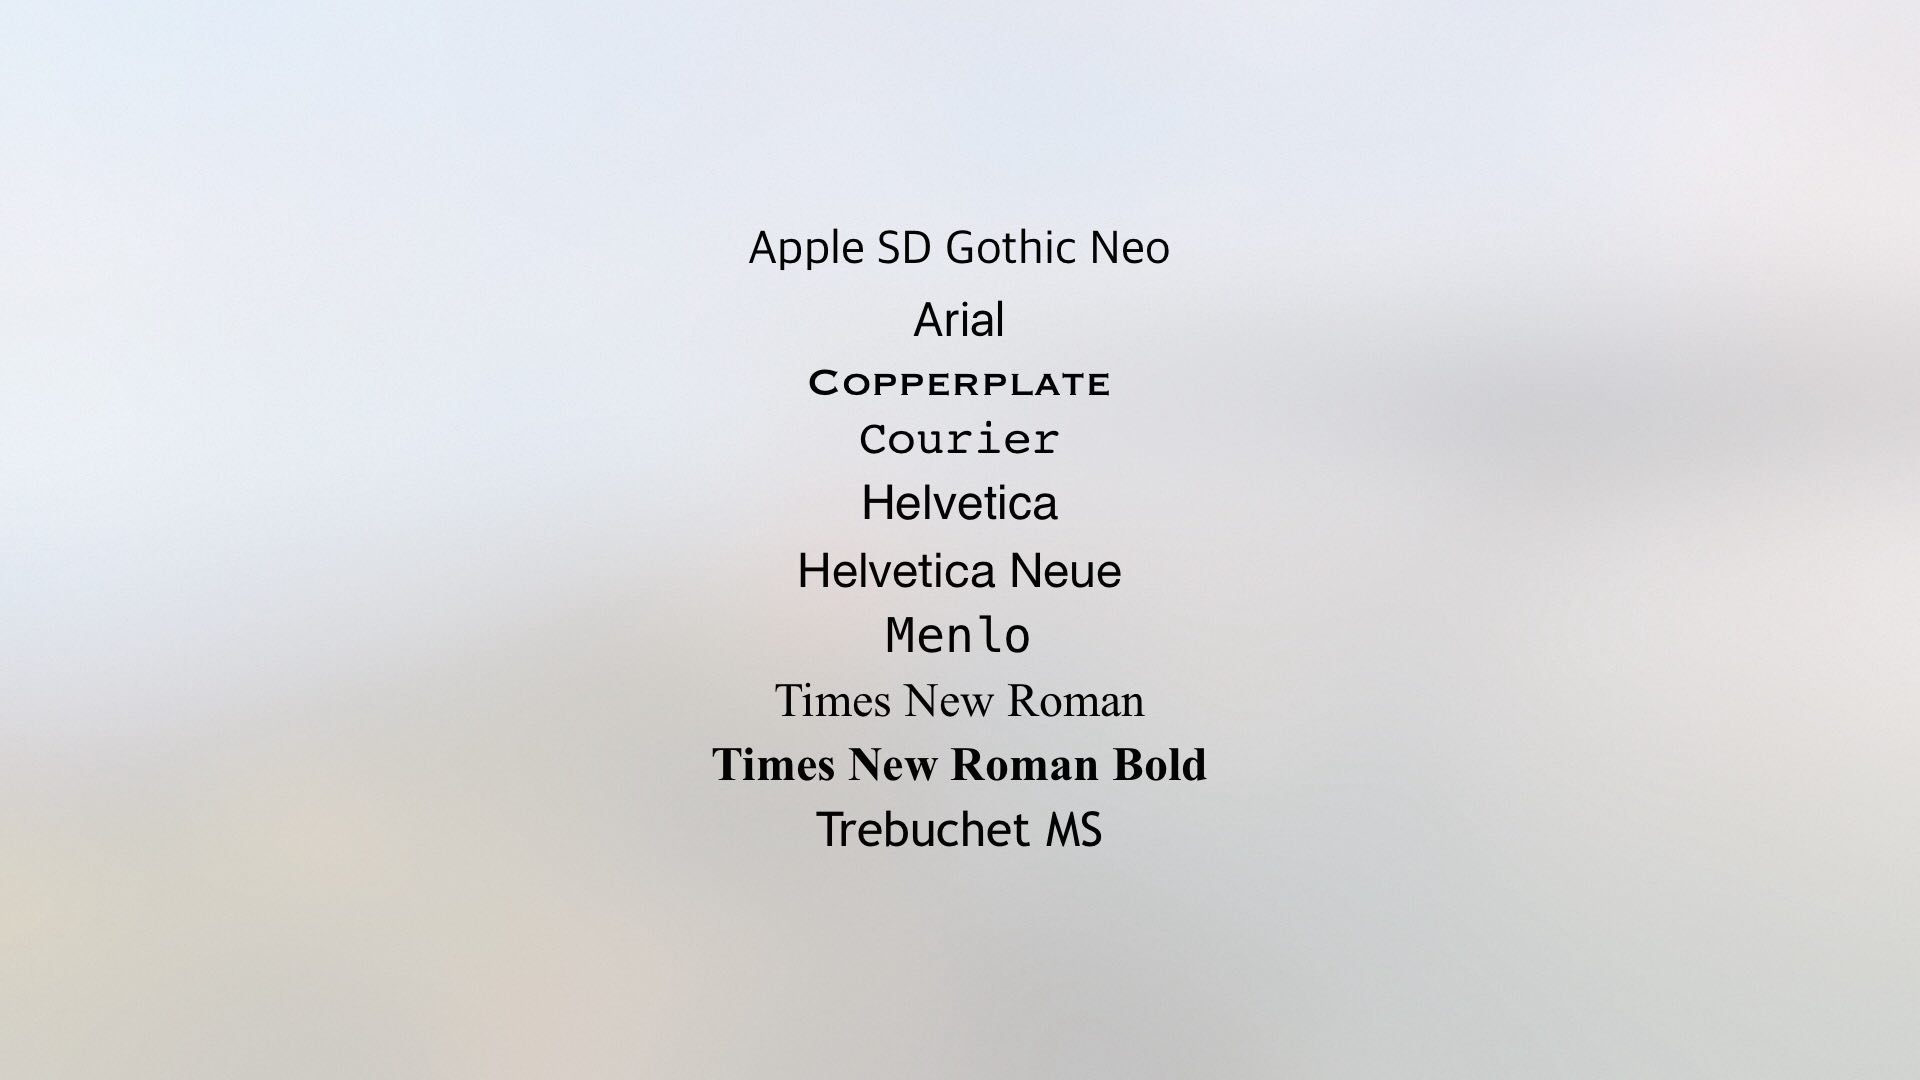 Apple SD Gothic Neo
Arial
Copperplate
Courier
Helvetica
Helvetica Neue
Menlo
Times New Roman
Times New Roman Bold
Trebuchet MS